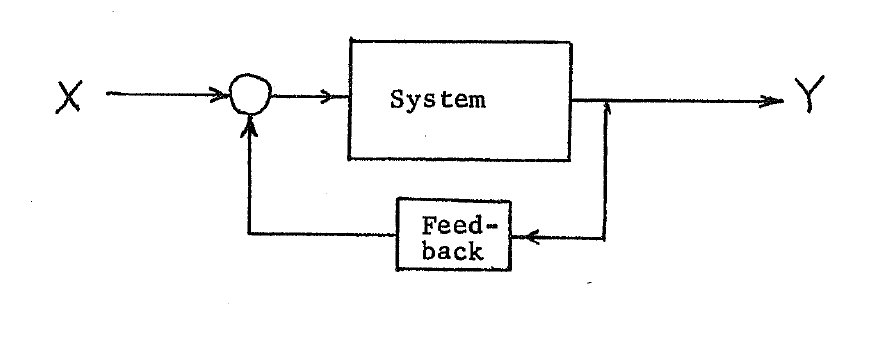 X
System
Y
Feed-
back